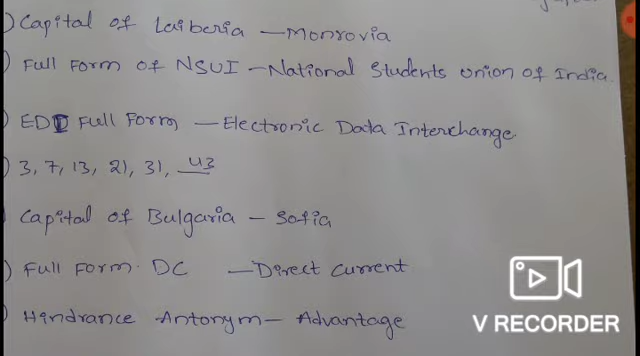 ) Capital of Laiberia — Monrovia
) Full Form of NSUI — National Students Union of India
) EDI Full Form — Electronic Data Interchange
) 3, 7, 13, 21, 31, 43
Capital of Bulgaria — Sofia
) Full Form DC — Direct Current
) Hindrance Antonym — Advantage
V RECORDER